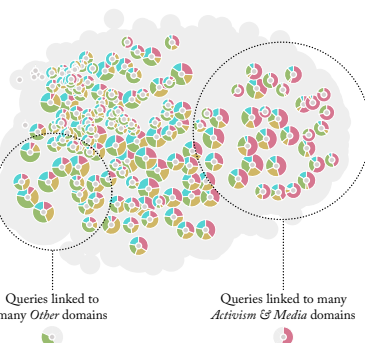 Queries linked to
many Other domains
Queries linked to many
Activism & Media domains